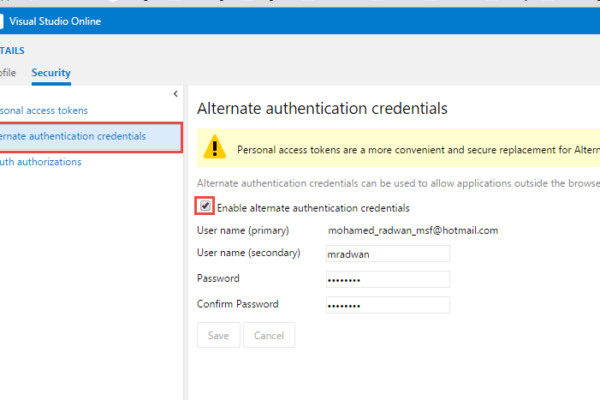 Visual Studio Online
TAILS
ofile Security
sonal access tokens
ernate authentication credentials
uth authorizations
Alternate authentication credentials
Personal access tokens are a more convenient and secure replacement for Altern
Alternate authentication credentials can be used to allow applications outside the browse
Enable alternate authentication credentials
User name (primary) mohamed_radwan_msf@hotmail.com
User name (secondary) mradwan
Password ••••••••
Confirm Password ••••••••
Save Cancel